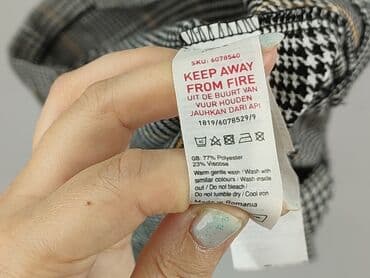 SKU: 6078540
KEEP AWAY
FROM FIRE
UIT DE BUURT VAN
VUUR HOUDEN
JAUHKAN DARI API
1819/6078529/9
GB: 77% Polyester
23% Viscose
Warm gentle wash / Wash with
similar colours / Wash inside
out / Do not bleach/
Do not tumble dry / Cool iron
Made in Romania